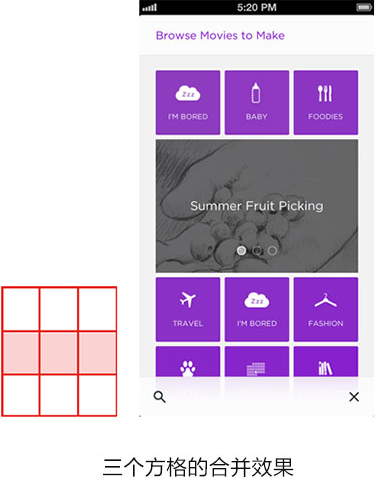 5:20 PM
Browse Movies to Make
Zzz
I'M BORED
BABY
FOODIES
Summer Fruit Picking
TRAVEL
Zzz
I'M BORED
FASHION
三个方格的合并效果